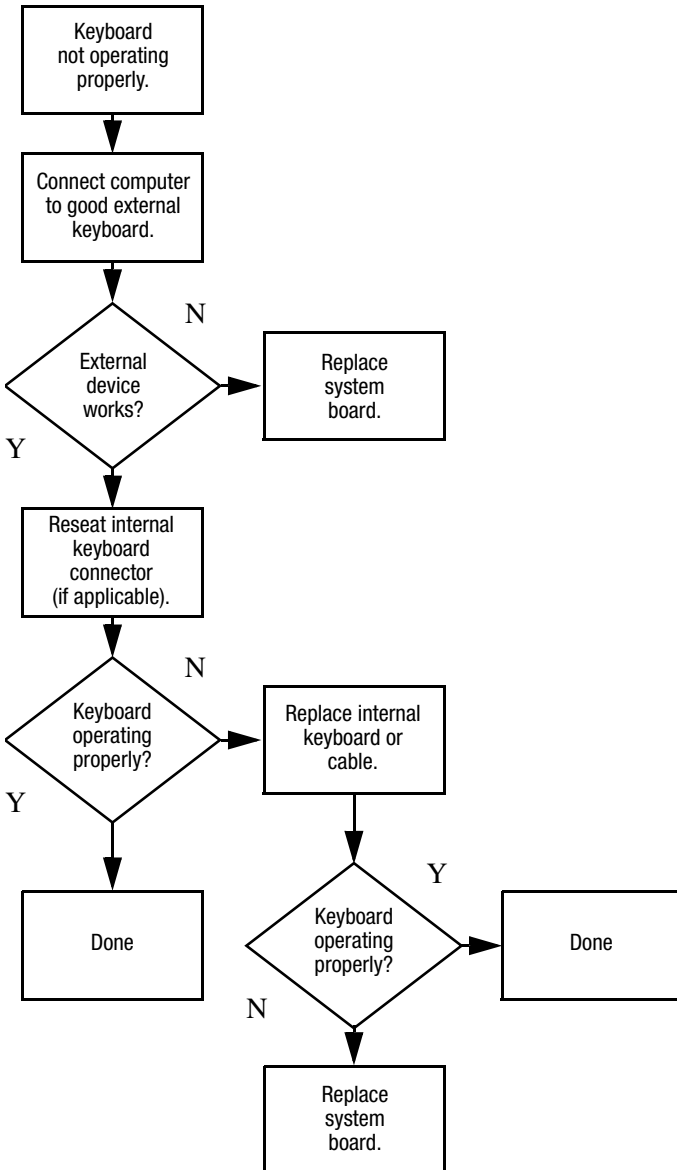 Keyboard
not operating
properly.
Connect computer
to good external
keyboard.
N
External
device
works?
Replace
system
board.
Y
Reseat internal
keyboard
connector
(if applicable).
N
Keyboard
operating
properly?
Replace internal
keyboard or
cable.
Y
Y
Done
Keyboard
operating
properly?
Done
N
Replace
system
board.